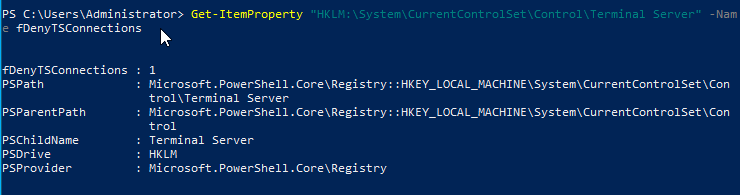 PS C:\Users\Administrator> Get-ItemProperty "HKLM:\System\CurrentControlSet\Control\Terminal Server" -Nam
e fDenyTSConnections
fDenyTSConnections : 1
PSPath : Microsoft.PowerShell.Core\Registry::HKEY_LOCAL_MACHINE\System\CurrentControlSet\Con
trol\Terminal Server
PSParentPath : Microsoft.PowerShell.Core\Registry::HKEY_LOCAL_MACHINE\System\CurrentControlSet\Con
trol
PSChildName : Terminal Server
PSDrive : HKLM
PSProvider : Microsoft.PowerShell.Core\Registry